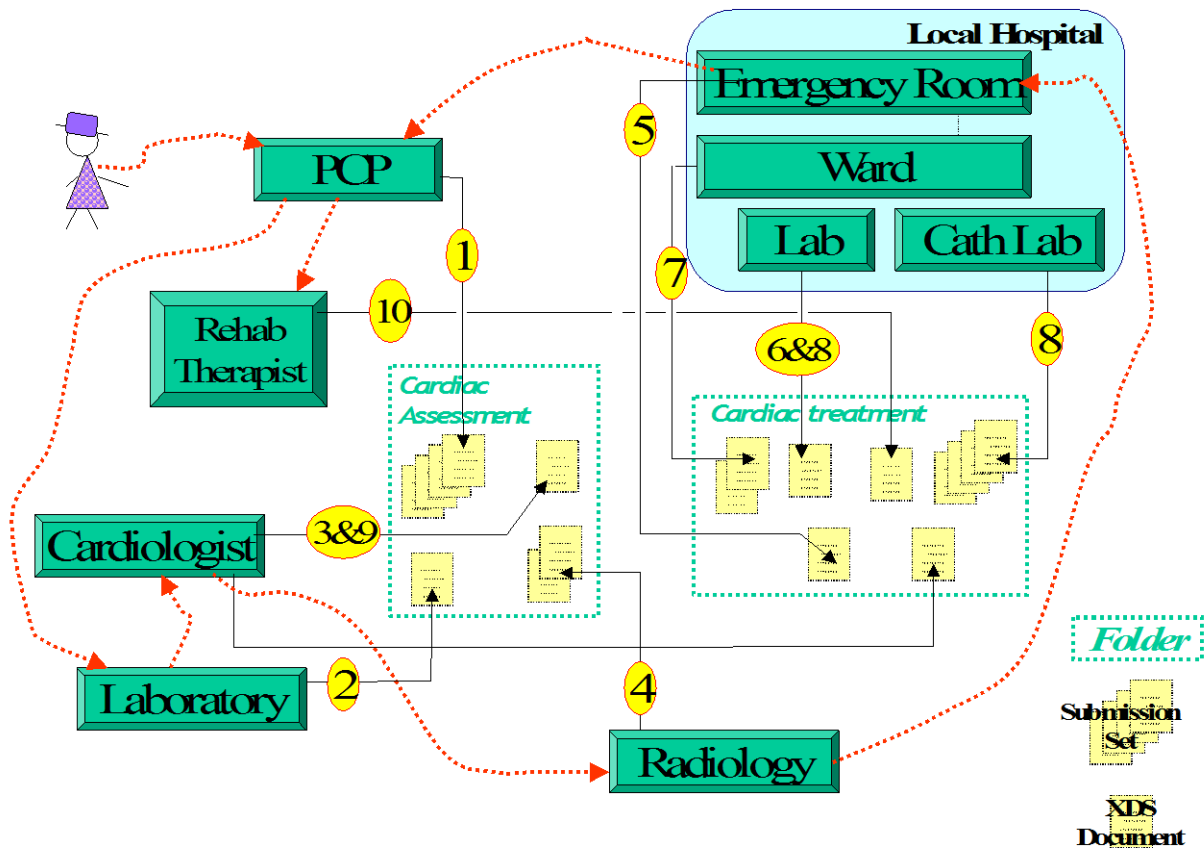 Local Hospital
Emergency Room
5
PCP
Ward
1
Lab
Cath Lab
7
10
Rehab
Therapist
6&8
8
Cardiac
Assessment
Cardiac treatment
Cardiologist
3&9
Folder
Laboratory
2
4
Submission
Set
Radiology
XDS
Document